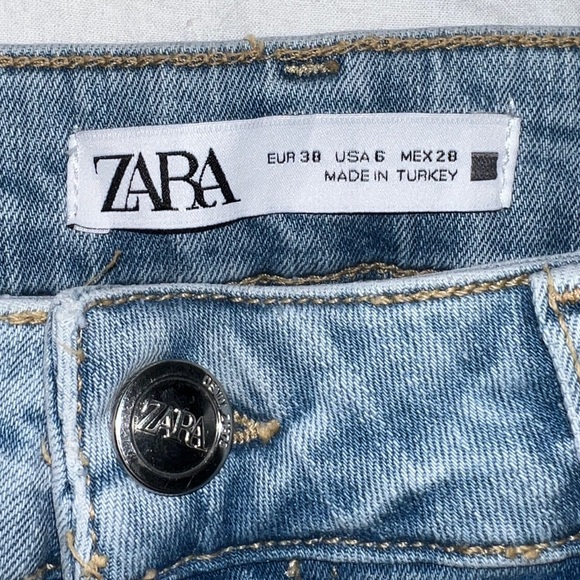 ZARA
EUR 38 USA 6 MEX 28
MADE IN TURKEY
ZARA